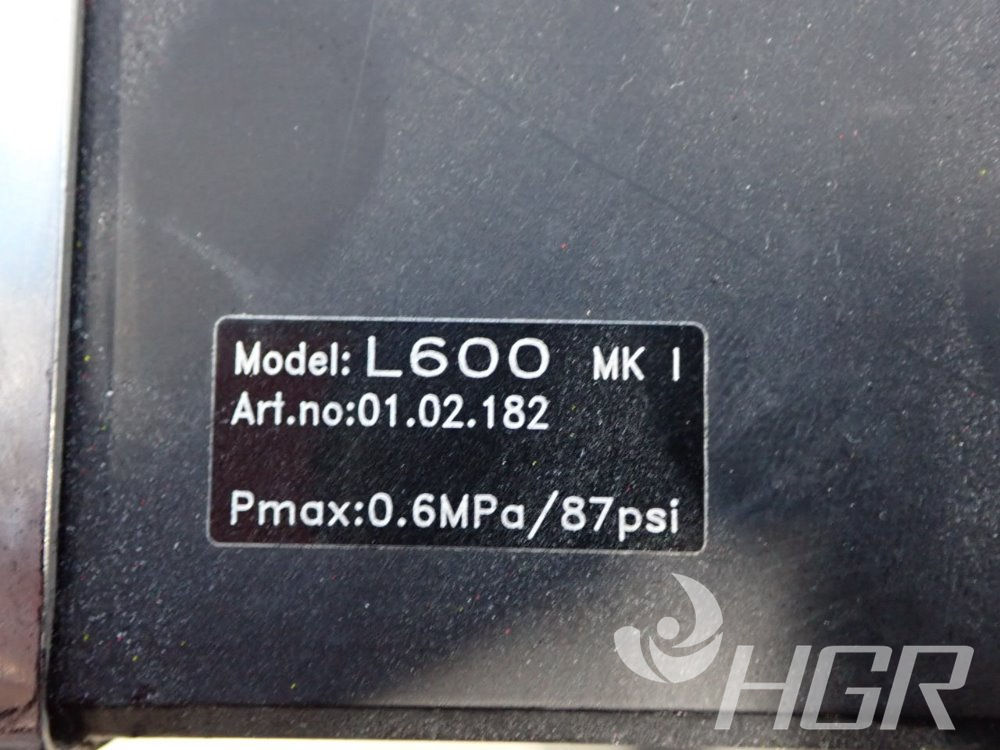 Model: L600 MK I
Art.no:01.02.182
Pmax:0.6MPa/87psi
HGR